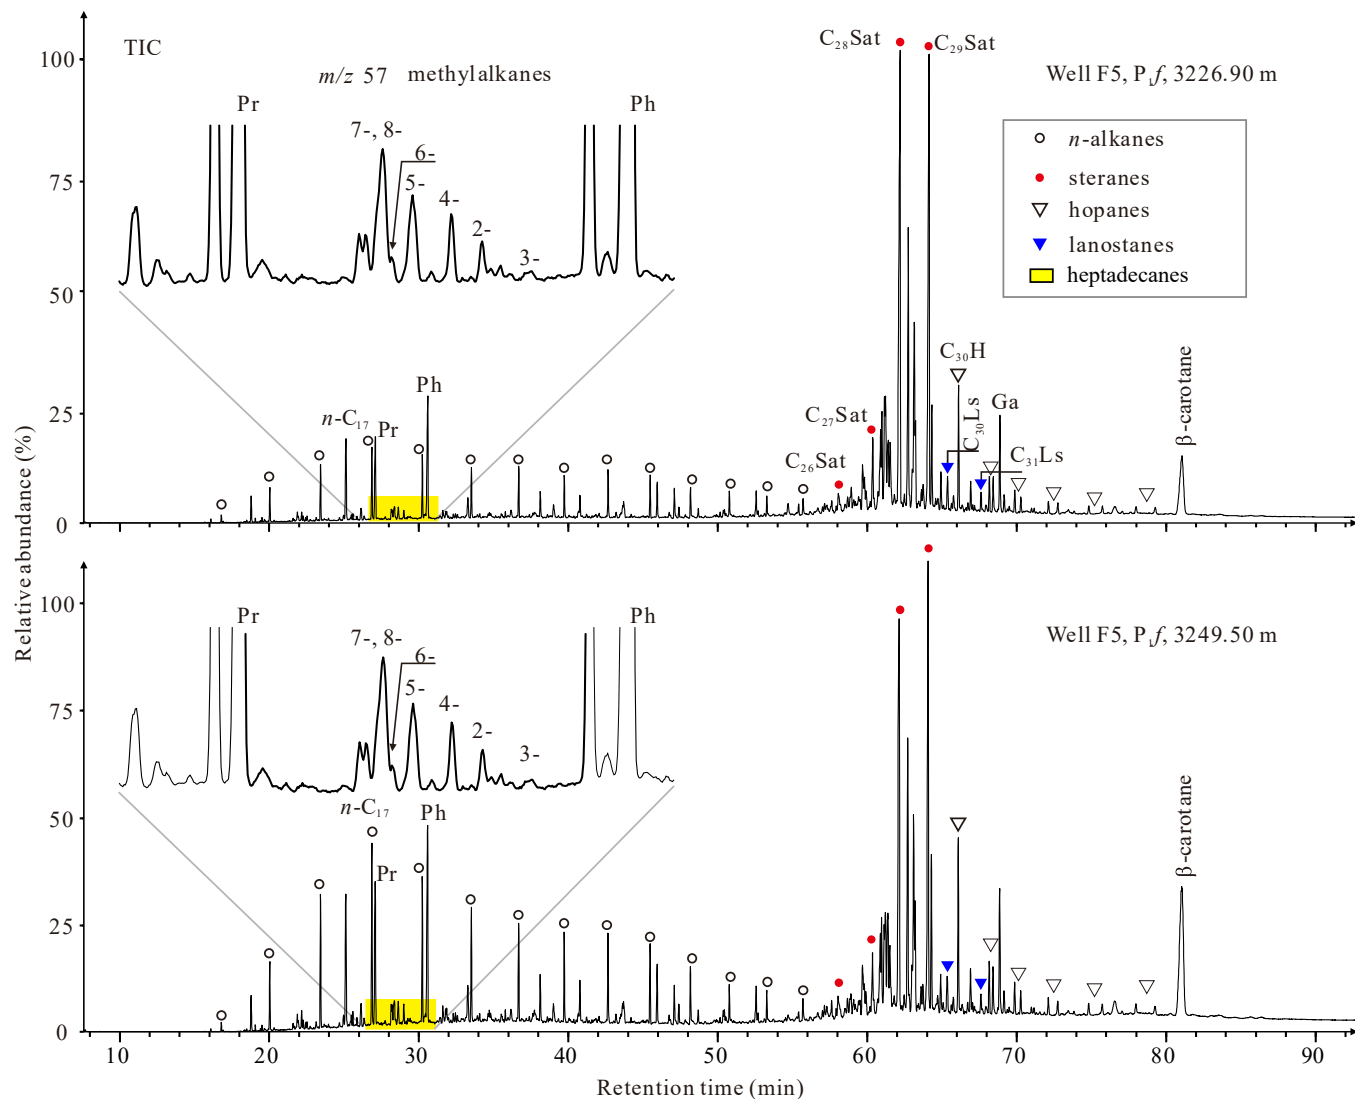 TIC
m/z 57 methylalkanes
Well F5, P₁f, 3226.90 m
n-alkanes
steranes
hopanes
lanostanes
heptadecanes
Pr
7-, 8-
6-
5-
4-
2-
3-
Ph
C₂₈Sat
C₂₉Sat
C₃₀H
C₃₀Ls
Ga
C₃₁Ls
C₂₇Sat
C₂₆Sat
β-carotane
n-C₁₇
Pr
Ph
100
75
50
25
0
Relative abundance (%)
Well F5, P₁f, 3249.50 m
Pr
7-, 8-
6-
5-
4-
2-
3-
Ph
n-C₁₇
Pr
Ph
β-carotane
100
75
50
25
0
10 20 30 40 50 60 70 80 90
Retention time (min)